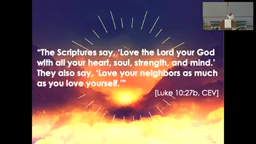 “The Scriptures say, ‘Love the Lord your God
with all your heart, soul, strength, and mind.’
They also say, ‘Love your neighbors as much
as you love yourself.’”
[Luke 10:27b, CEV]